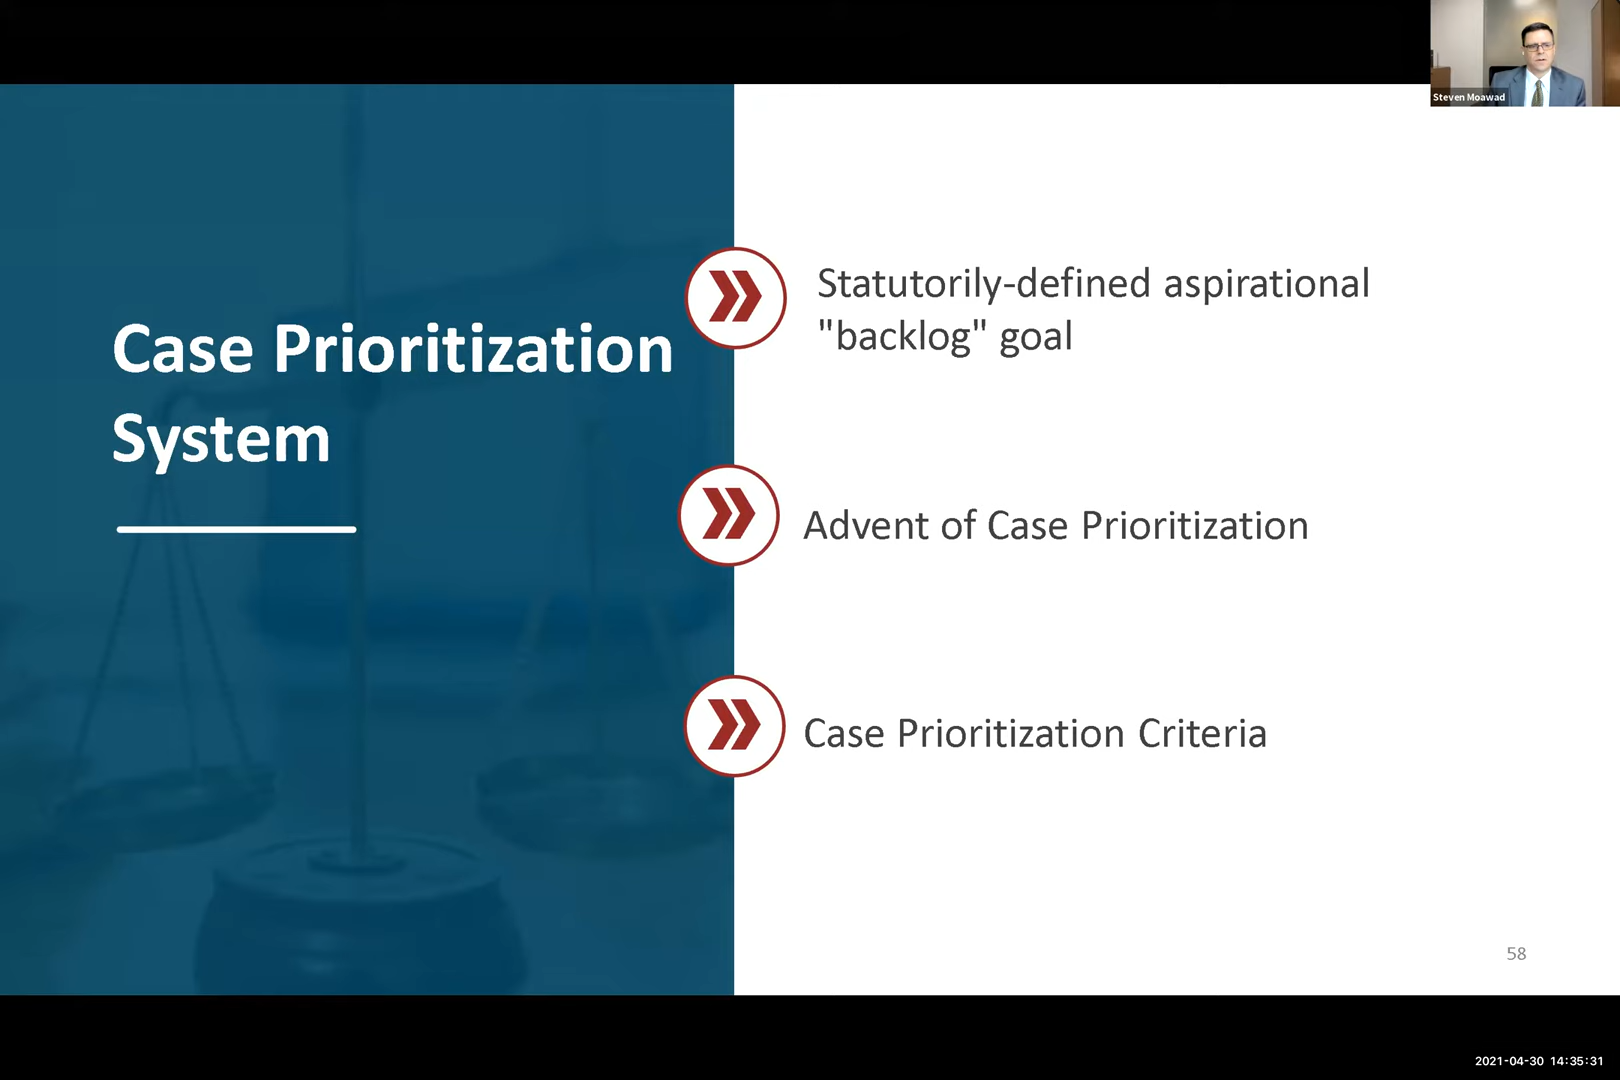 Steven Moawad
Case Prioritization
System
Statutorily-defined aspirational
"backlog" goal
Advent of Case Prioritization
Case Prioritization Criteria
58
2021-04-30 14:35:31